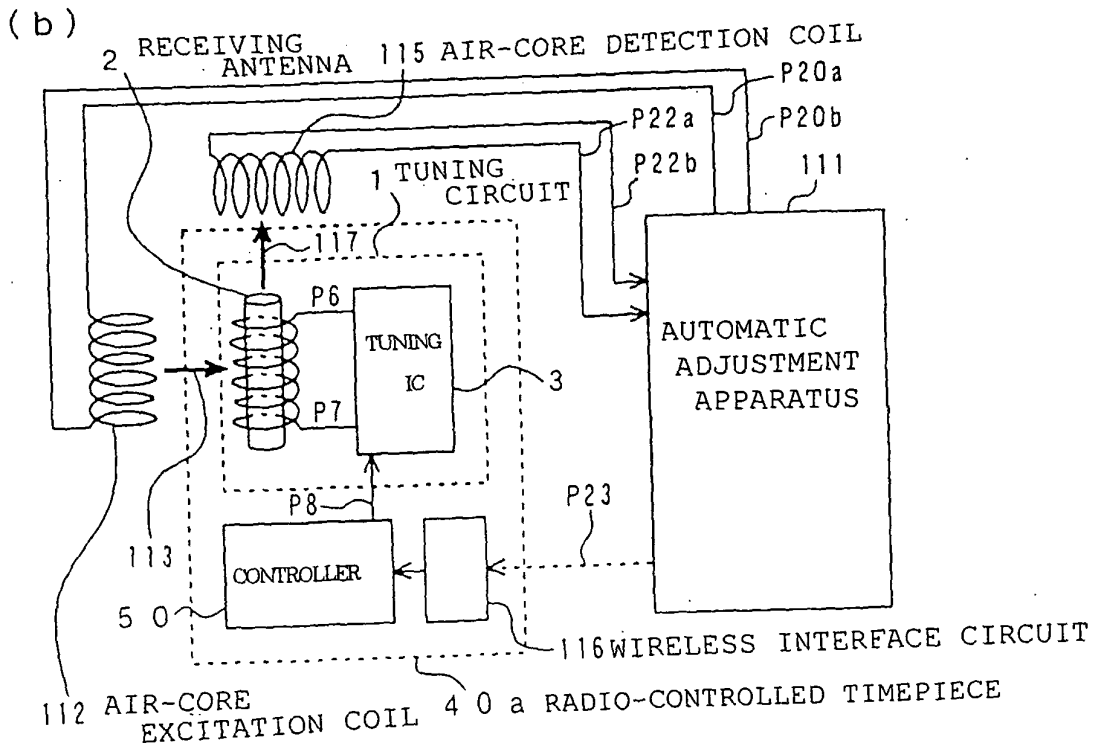 (b)
2 RECEIVING
ANTENNA
115 AIR-CORE DETECTION COIL
P20a
P22a
P20b
P22b
1 TUNING
CIRCUIT
111
117
P6
TUNING
IC
AUTOMATIC
ADJUSTMENT
APPARATUS
3
P7
P8
P23
113
CONTROLLER
50
116 WIRELESS INTERFACE CIRCUIT
112 AIR-CORE
EXCITATION COIL
40a RADIO-CONTROLLED TIMEPIECE